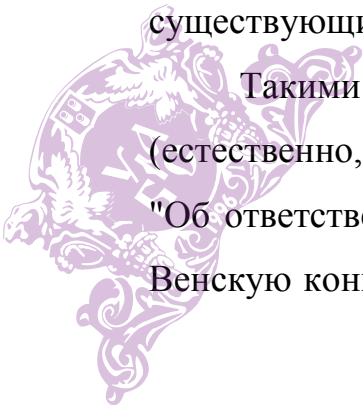 существующи
Такими
(естественно,
"Об ответстве
Венскую кон